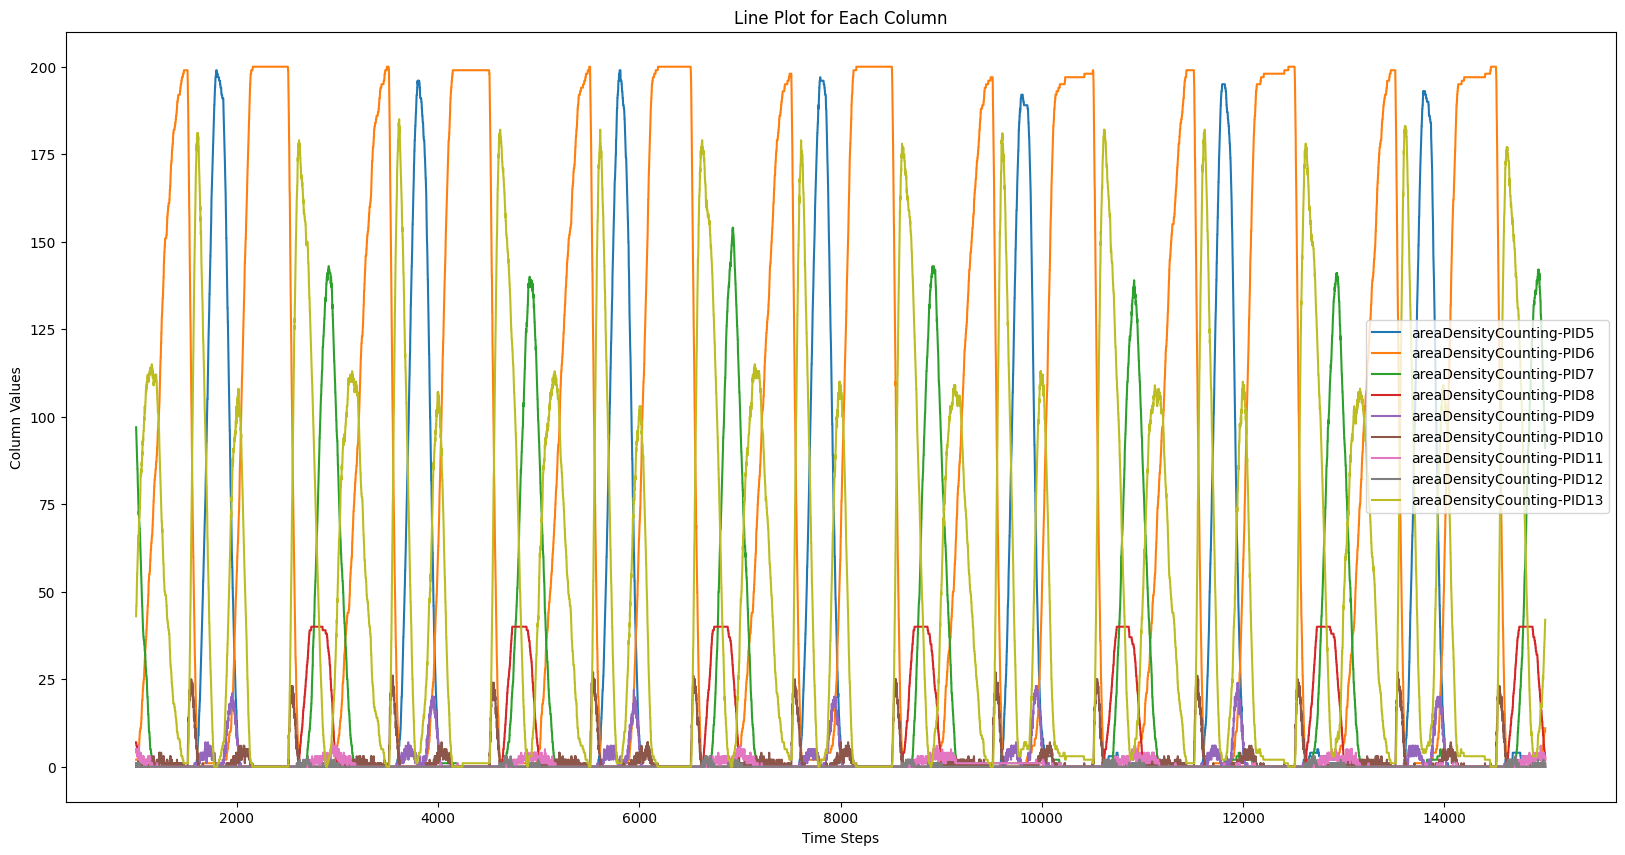 Line Plot for Each Column
Column Values
200
175
150
125
100
75
50
25
0
areaDensityCounting-PID5
areaDensityCounting-PID6
areaDensityCounting-PID7
areaDensityCounting-PID8
areaDensityCounting-PID9
areaDensityCounting-PID10
areaDensityCounting-PID11
areaDensityCounting-PID12
areaDensityCounting-PID13
2000 4000 6000 8000 10000 12000 14000
Time Steps